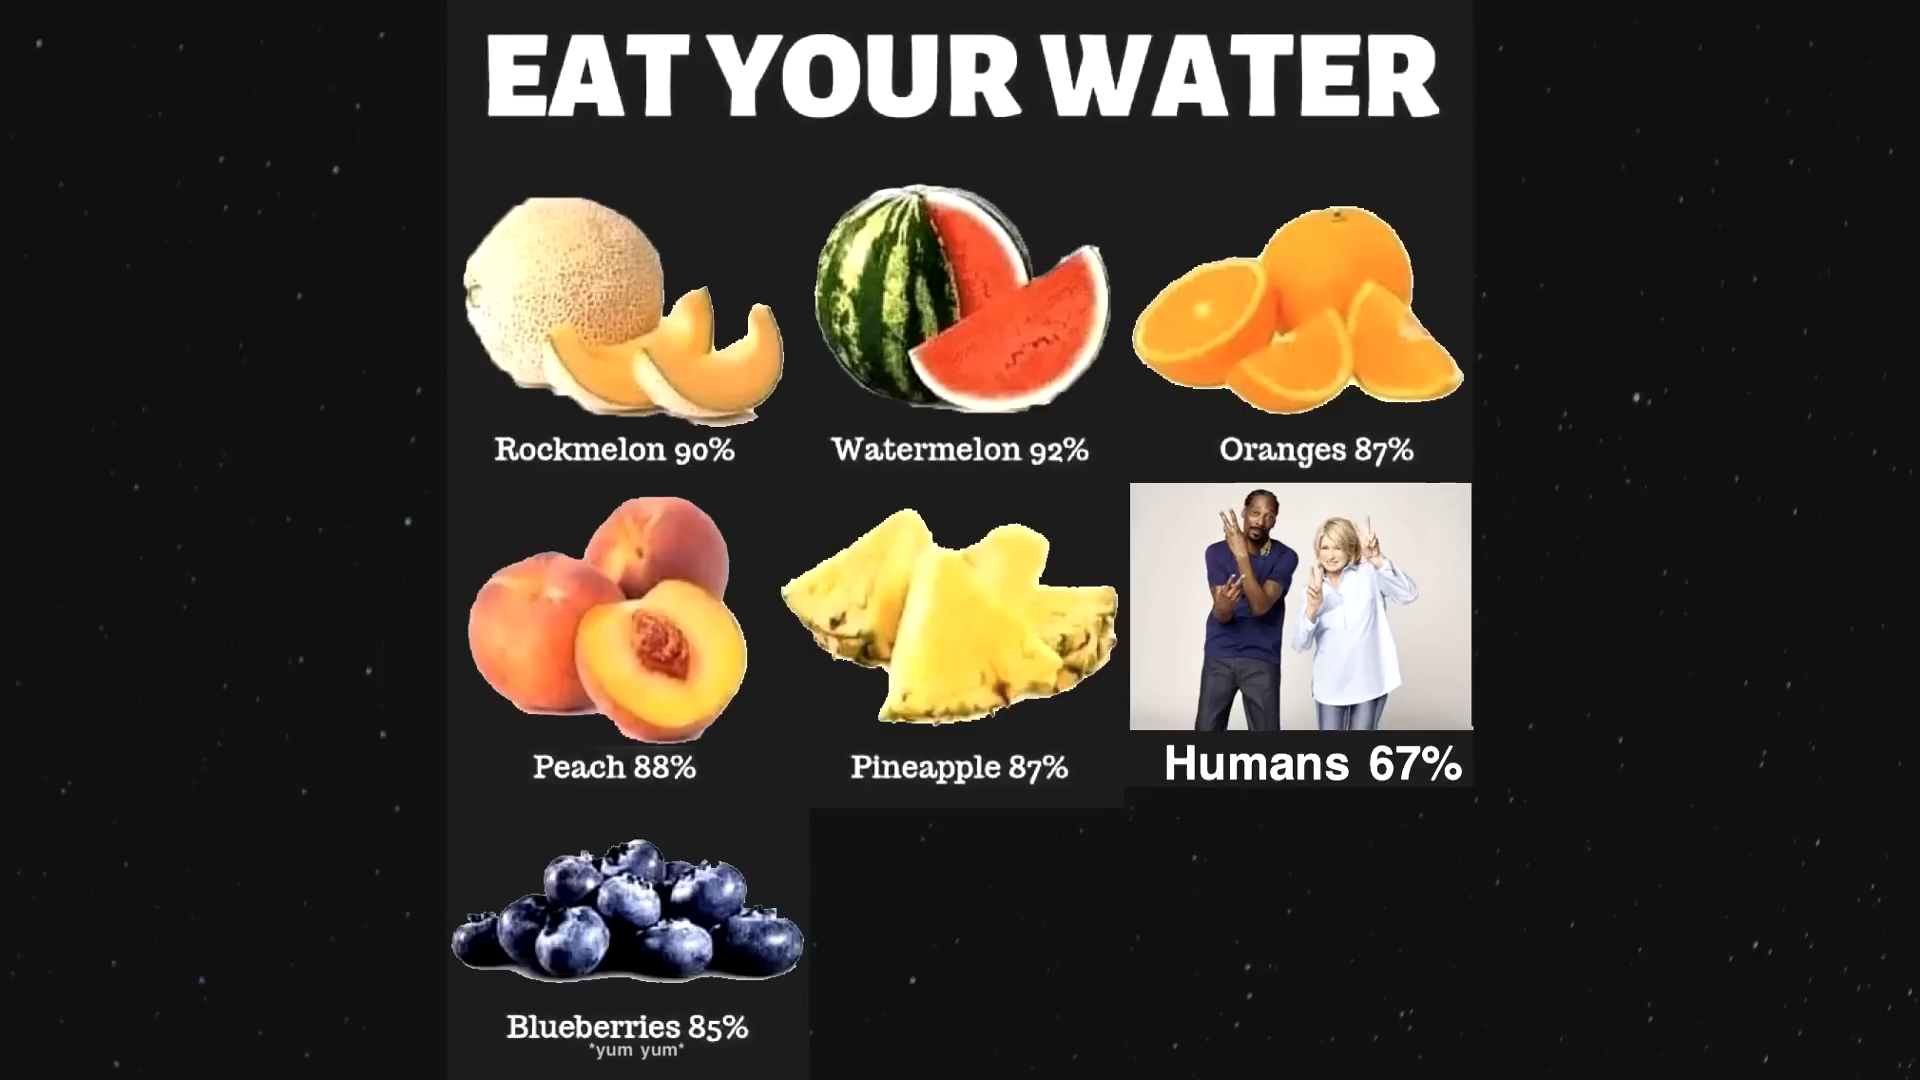 EAT YOUR WATER
Rockmelon 90%
Watermelon 92%
Oranges 87%
Peach 88%
Pineapple 87%
Humans 67%
Blueberries 85%
*yum yum*